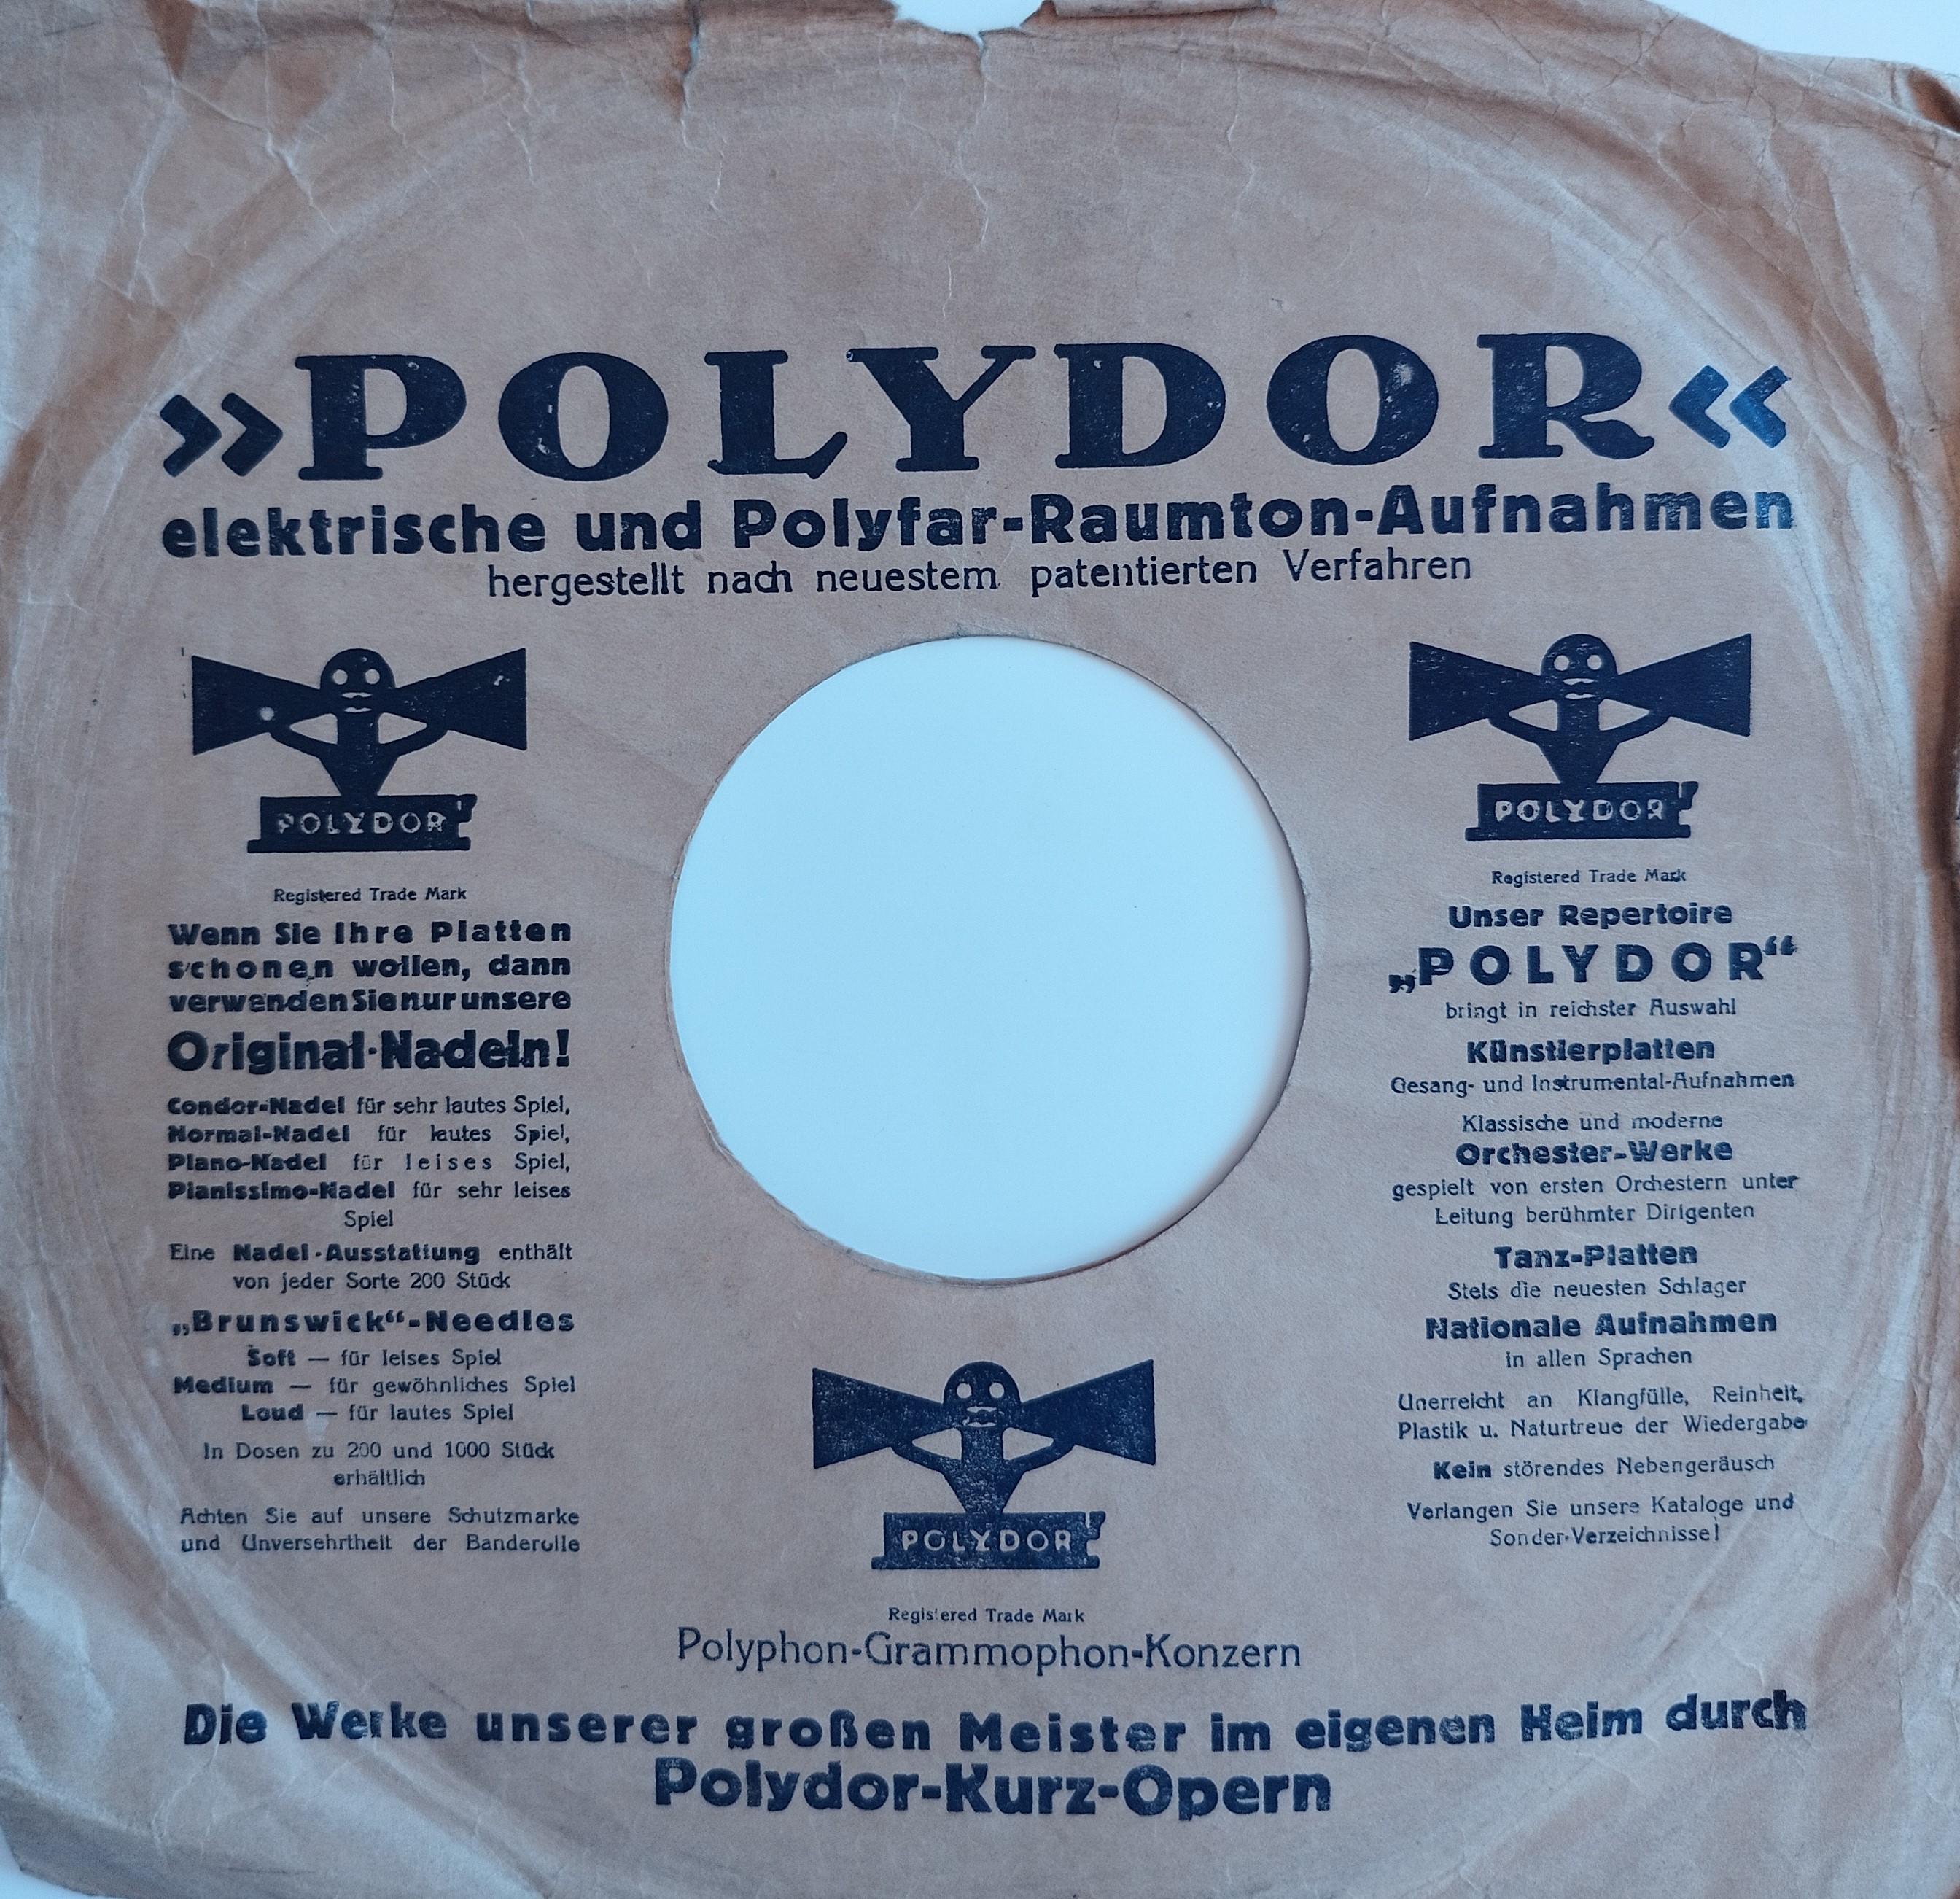 »POLYDOR«
elektrische und Polyfar-Raumton-Aufnahmen
hergestellt nach neuestem patentierten Verfahren
POLYDOR
Registered Trade Mark
Wenn Sie Ihre Platten
schonen wollen, dann
verwenden Sie nur unsere
Original-Nadeln!
Condor-Nadel für sehr lautes Spiel,
Normal-Nadel für lautes Spiel,
Piano-Nadel für leises Spiel,
Pianissimo-Nadel für sehr leises
Spiel
Eine Nadel-Ausstattung enthält
von jeder Sorte 200 Stück
„Brunswick“-Needles
Soft — für leises Spiel
Medium — für gewöhnliches Spiel
Loud — für lautes Spiel
In Dosen zu 200 und 1000 Stück
erhältlich
Achten Sie auf unsere Schutzmarke
und Unversehrtheit der Banderolle
POLYDOR
Registered Trade Mark
Unser Repertoire
„POLYDOR“
bringt in reichster Auswahl
Künstlerplatten
Gesang- und Instrumental-Aufnahmen
Klassische und moderne
Orchester-Werke
gespielt von ersten Orchestern unter
Leitung berühmter Dirigenten
Tanz-Platten
Stets die neuesten Schlager
Nationale Aufnahmen
in allen Sprachen
Unerreicht an Klangfülle, Reinheit,
Plastik u. Naturtreue der Wiedergabe
Kein störendes Nebengeräusch
Verlangen Sie unsere Kataloge und
Sonder-Verzeichnisse!
POLYDOR
Registered Trade Mark
Polyphon-Grammophon-Konzern
Die Werke unserer großen Meister im eigenen Heim durch
Polydor-Kurz-Opern